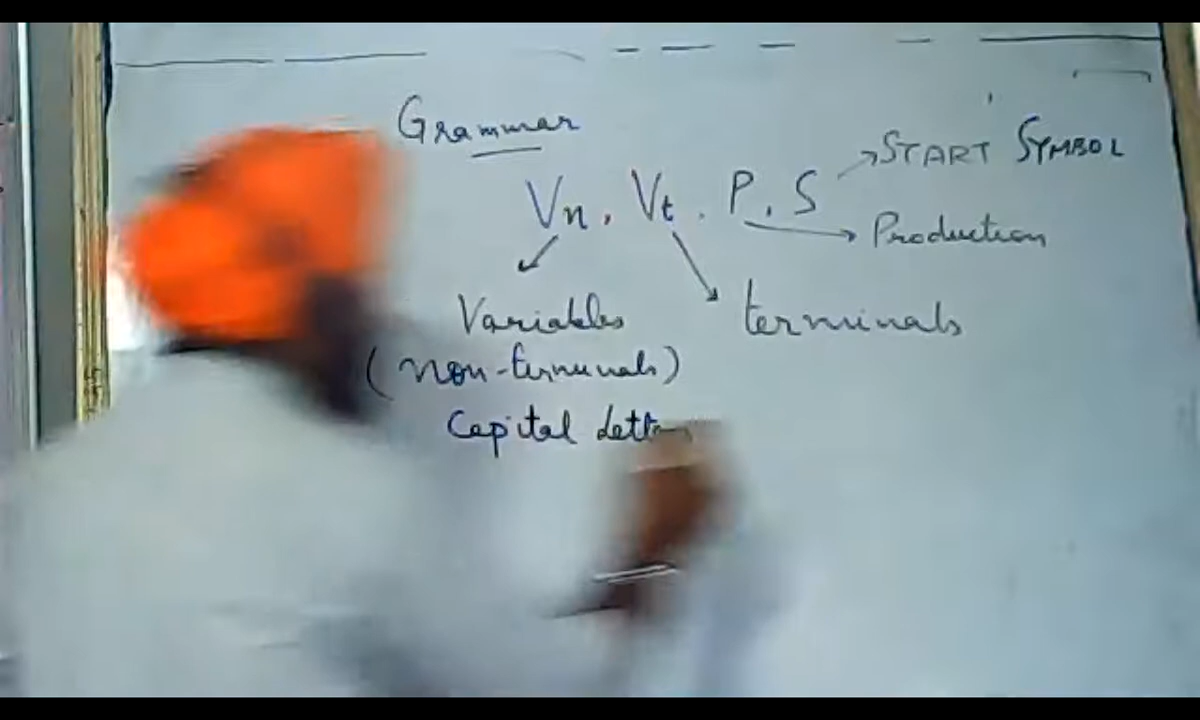 Grammar
Vn, Vt, P, S
START SYMBOL
Production
Variables
terminals
(non-terminals)
Capital